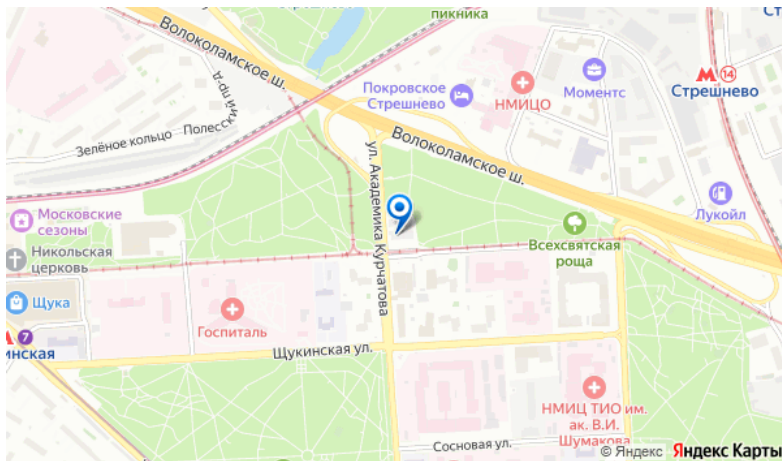 пикника
Волоколамское ш.
Ст
М 14
Стрешнево
Покровское
Стрешнево
НМИЦО
Моментс
Полесский пр-д
Зелёное кольцо
Волоколамское ш.
ул. Академика Курчатова
Лукойл
Московские
сезоны
Всехсвятская
роща
Никольская
церковь
Щука
Госпиталь
7
инская
Щукинская ул.
НМИЦ ТИО им.
ак. В.И.
Шумакова
Сосновая ул.
© Яндекс Яндекс Карты